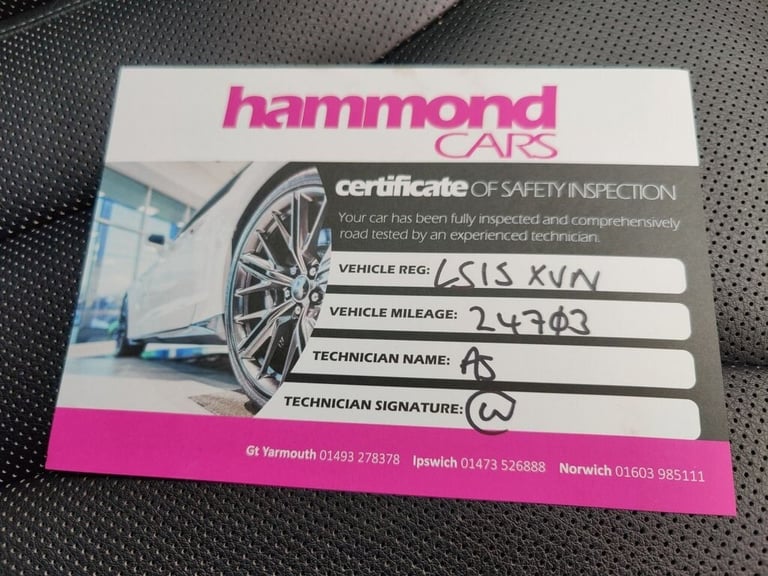 hammond
CARS
certificate OF SAFETY INSPECTION
Your car has been fully inspected and comprehensively
road tested by an experienced technician.
VEHICLE REG: LS15 XVN
VEHICLE MILEAGE: 24703
TECHNICIAN NAME: AJ
TECHNICIAN SIGNATURE: W
Gt Yarmouth 01493 278378 Ipswich 01473 526888 Norwich 01603 985111